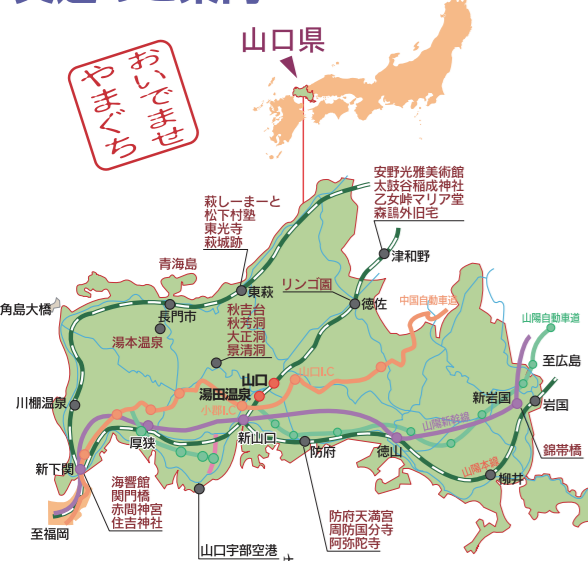 山口県
おいでませ
やまぐち
安野光雅美術館
太鼓谷稲成神社
乙女峠マリア堂
森鷗外旧宅
萩しーまーと
松下村塾
東光寺
萩城跡
津和野
青海島
東萩
リンゴ園
徳佐
中国自動車道
角島大橋
長門市
秋吉台
秋芳洞
大正洞
景清洞
山陽自動車道
湯本温泉
至広島
山口
山口I.C
湯田温泉
小郡I.C
川棚温泉
新岩国
岩国
山陽新幹線
厚狭
新山口
防府
徳山
錦帯橋
新下関
山陽本線
柳井
海響館
関門橋
赤間神宮
住吉神社
防府天満宮
周防国分寺
阿弥陀寺
至福岡
山口宇部空港